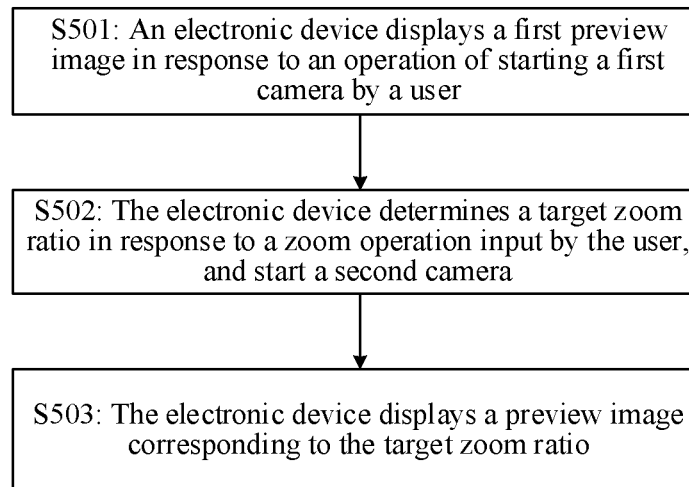 S501: An electronic device displays a first preview
image in response to an operation of starting a first
camera by a user
S502: The electronic device determines a target zoom
ratio in response to a zoom operation input by the user,
and start a second camera
S503: The electronic device displays a preview image
corresponding to the target zoom ratio